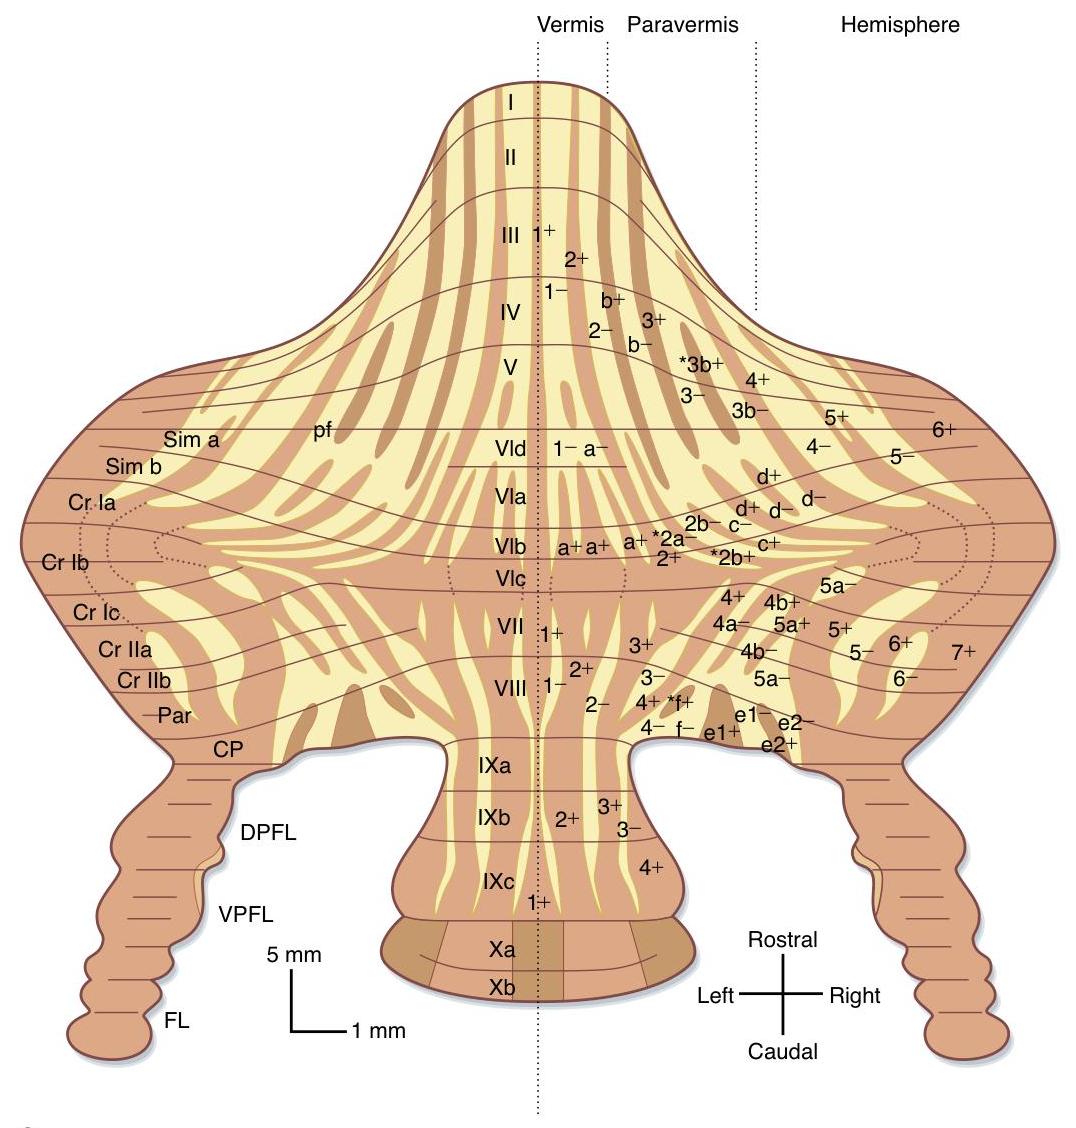 Vermis Paravermis Hemisphere
I
II
III 1+
2+
1–
b+
IV
3+
2–
b–
V
*3b+
4+
3–
3b–
5+
pf
6+
Sim a
VId 1– a–
4–
5–
Sim b
d+
VIa
d–
Cr Ia
d+ d–
2b– c–
VIb a+ a+ a+ *2a–
c+
2+ *2b+
Cr Ib
VIc
5a–
4+ 4b+
Cr Ic
VII 1+
4a– 5a+ 5+
3+
6+
Cr IIa
4b– 5– 7+
2+
Cr IIb
VIII 1–
3– 5a– 6–
2– 4+ *f+
Par
e1– e2–
4– f– e1+
e2+
CP
IXa
3+
IXb 2+
3–
DPFL
4+
IXc
1+
VPFL
Rostral
5 mm
Xa
Xb
Left Right
FL
1 mm
Caudal